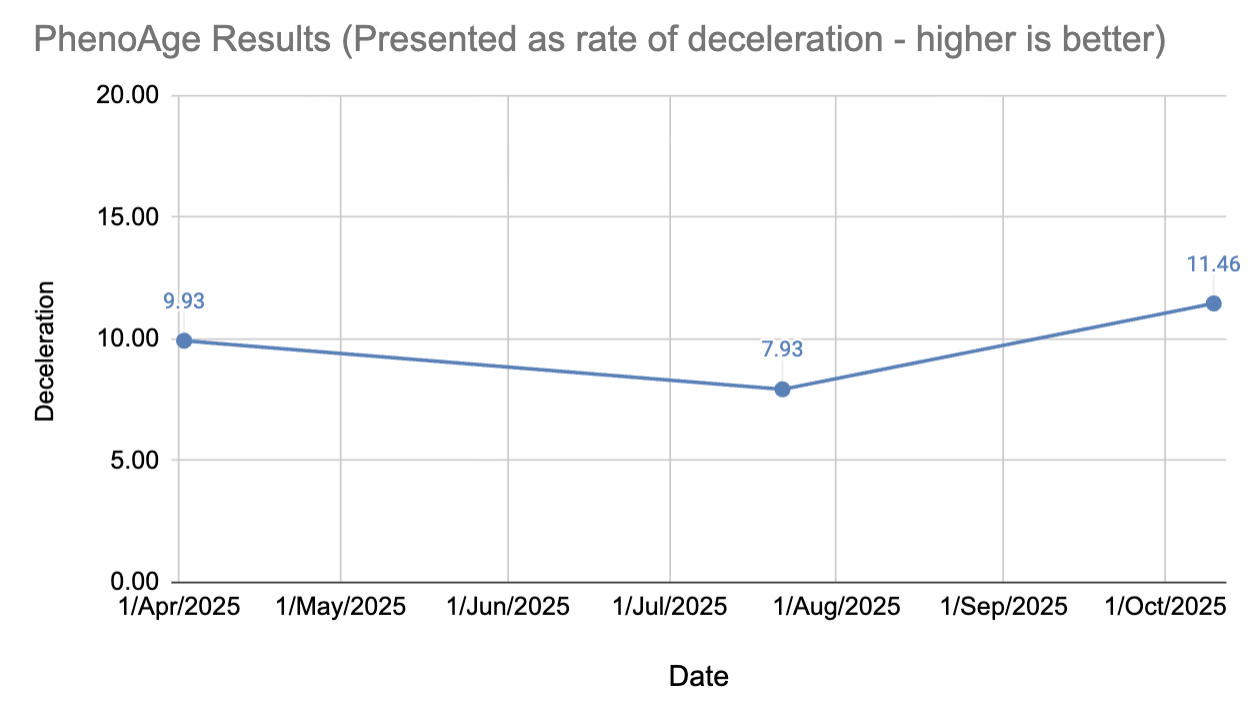 PhenoAge Results (Presented as rate of deceleration - higher is better)
20.00
15.00
10.00
5.00
0.00
Deceleration
9.93
7.93
11.46
1/Apr/2025
1/May/2025
1/Jun/2025
1/Jul/2025
1/Aug/2025
1/Sep/2025
1/Oct/2025
Date